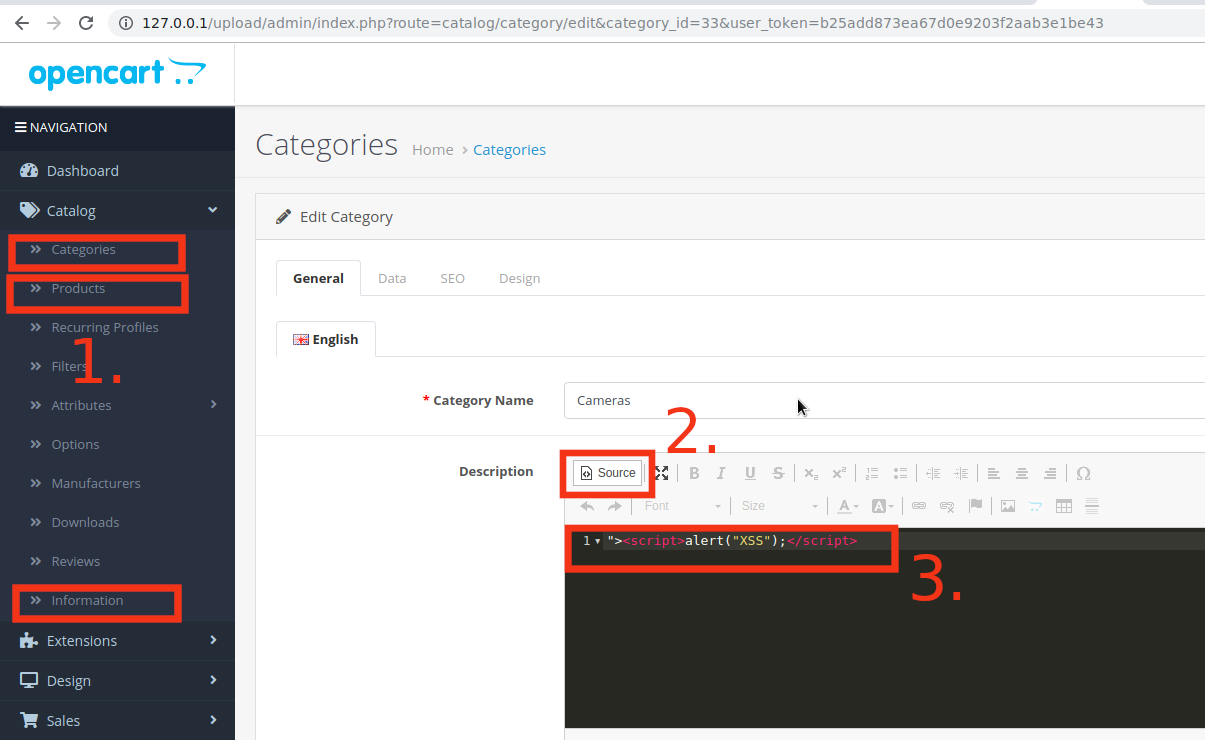 127.0.0.1/upload/admin/index.php?route=catalog/category/edit&category_id=33&user_token=b25add873ea67d0e9203f2aab3e1be43
opencart
NAVIGATION
Dashboard
Catalog
Categories
Products
Recurring Profiles
1.
Filters
Attributes
Options
Manufacturers
Downloads
Reviews
Information
Extensions
Design
Sales
Categories Home > Categories
Edit Category
General Data SEO Design
English
* Category Name Cameras
2.
Description Source B I U S x₂ x² Ω
Font Size A A
1 "><script>alert("XSS");</script>
3.